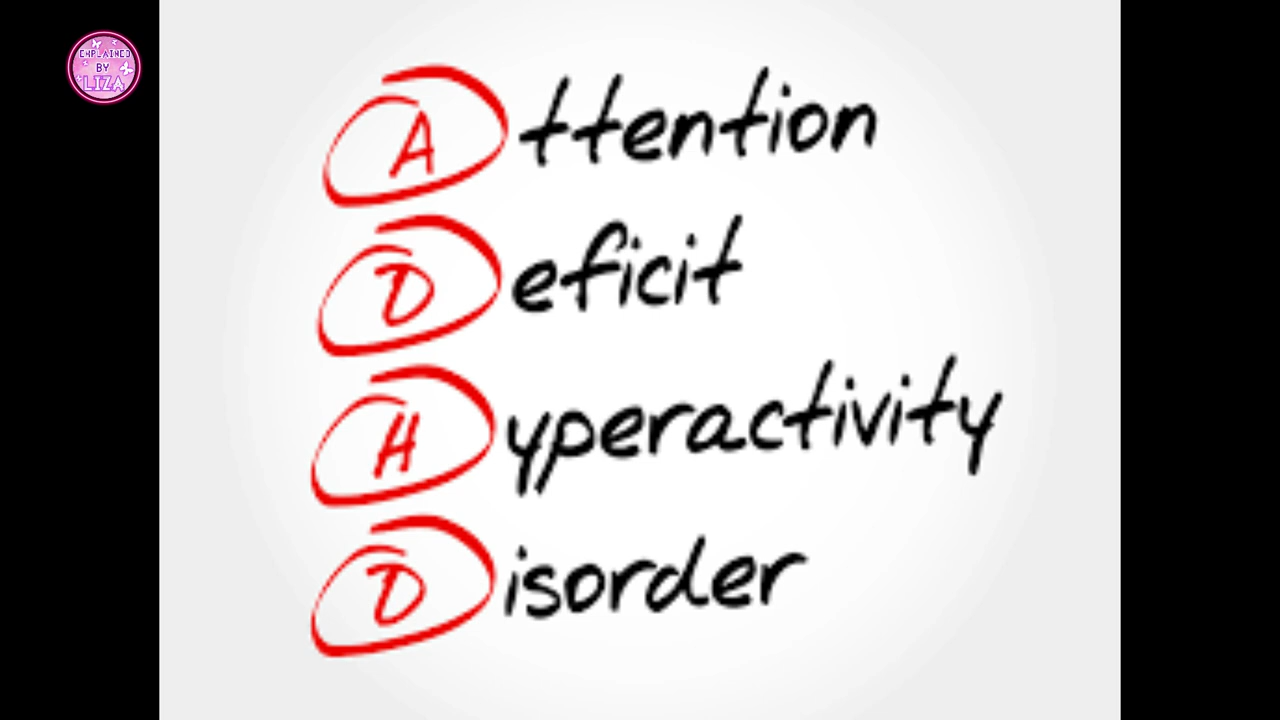 EXPLAINED
BY
LIZA
Attention
Deficit
Hyperactivity
Disorder